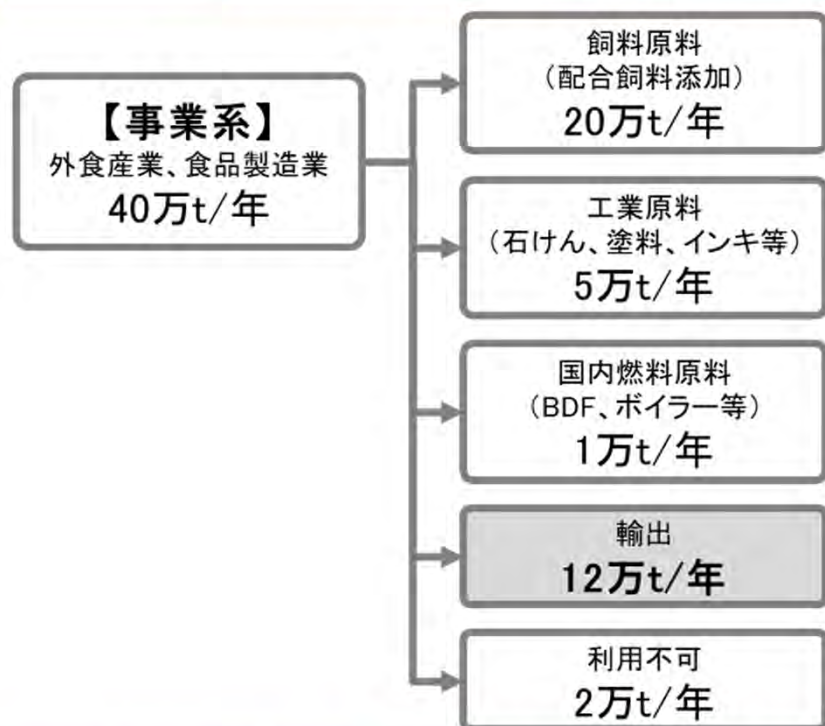 【事業系】
外食産業、食品製造業
40万t/年
飼料原料
(配合飼料添加)
20万t/年
工業原料
(石けん、塗料、インキ等)
5万t/年
国内燃料原料
(BDF、ボイラー等)
1万t/年
輸出
12万t/年
利用不可
2万t/年